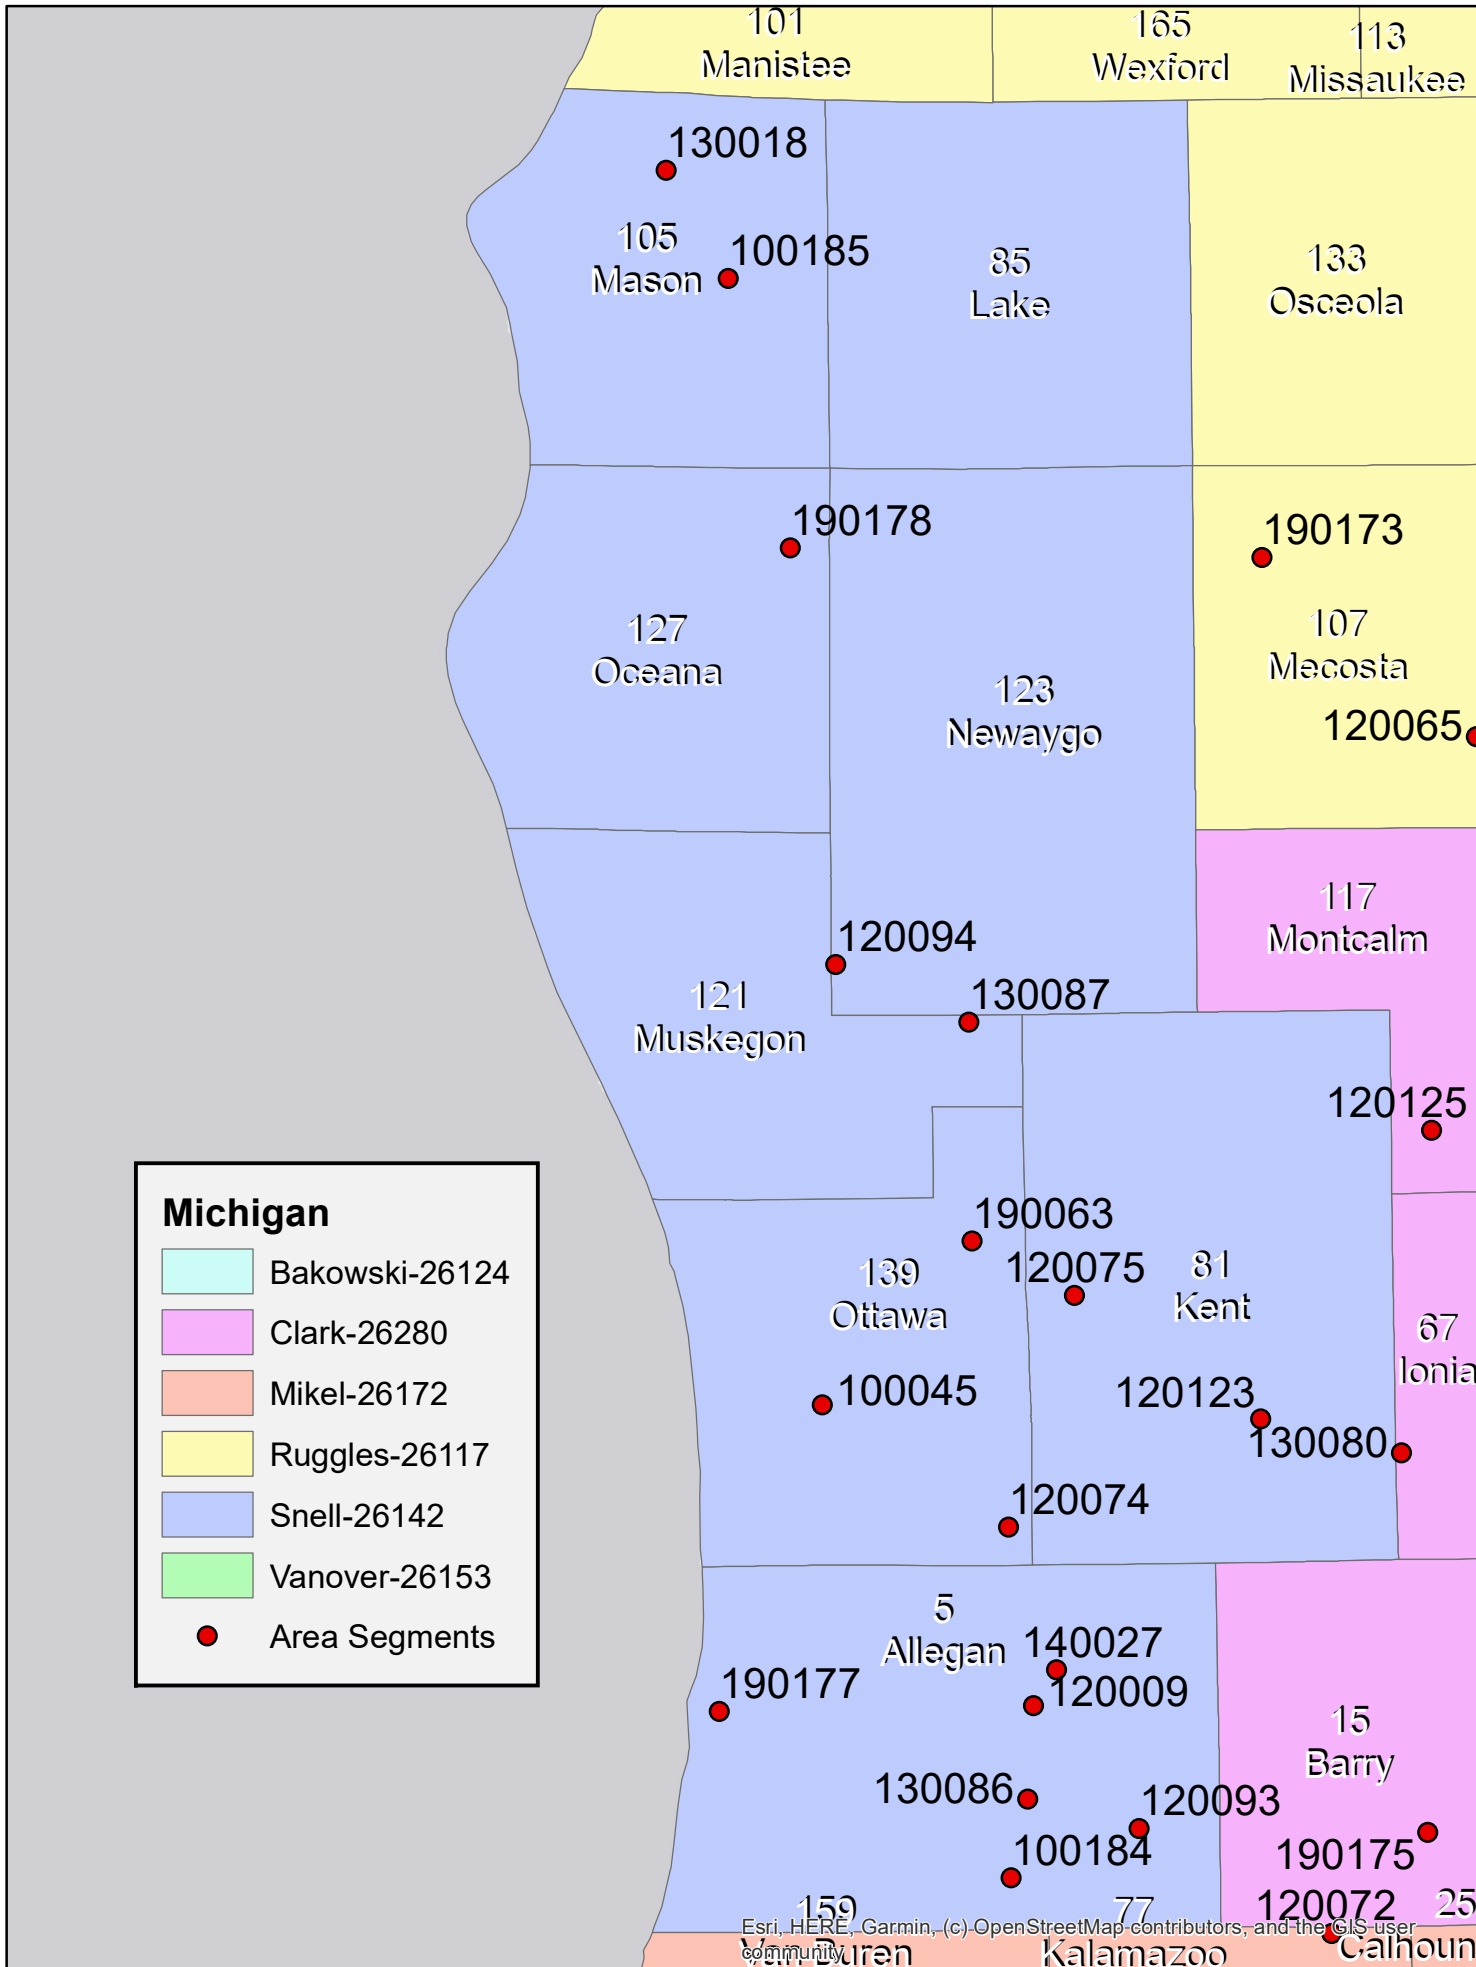 101
Manistee
165
Wexford
113
Missaukee
130018
105
Mason
100185
85
Lake
133
Osceola
190178
190173
127
Oceana
107
Mecosta
123
Newaygo
120065
117
Montcalm
120094
130087
121
Muskegon
120125
190063
120075
139
Ottawa
81
Kent
67
Ionia
100045
120123
130080
120074
Michigan
Bakowski-26124
Clark-26280
Mikel-26172
Ruggles-26117
Snell-26142
Vanover-26153
Area Segments
5
Allegan
140027
120009
190177
15
Barry
130086
120093
100184
190175
120072
159
Van Buren
77
Kalamazoo
25
Calhoun
Esri, HERE, Garmin, (c) OpenStreetMap contributors, and the GIS user
community